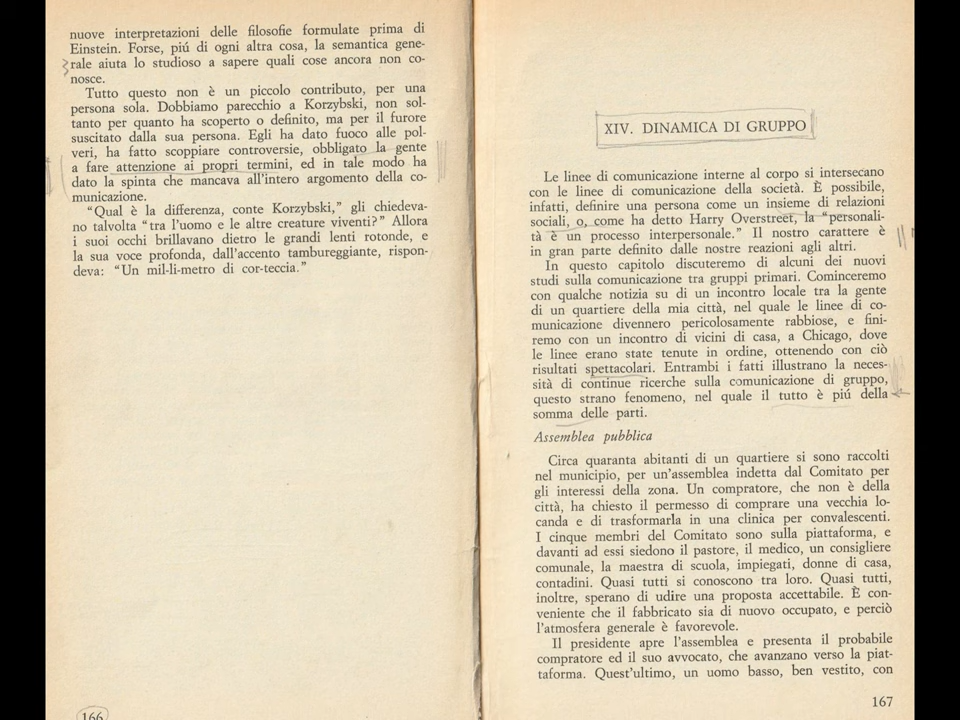 nuove interpretazioni delle filosofie formulate prima di
Einstein. Forse, piú di ogni altra cosa, la semantica gene-
rale aiuta lo studioso a sapere quali cose ancora non co-
nosce.
Tutto questo non è un piccolo contributo, per una
persona sola. Dobbiamo parecchio a Korzybski, non sol-
tanto per quanto ha scoperto o definito, ma per il furore
suscitato dalla sua persona. Egli ha dato fuoco alle pol-
veri, ha fatto scoppiare controversie, obbligato la gente
a fare attenzione ai propri termini, ed in tale modo ha
dato la spinta che mancava all'intero argomento della co-
municazione.
"Qual è la differenza, conte Korzybski," gli chiedeva-
no talvolta "tra l'uomo e le altre creature viventi?" Allora
i suoi occhi brillavano dietro le grandi lenti rotonde, e
la sua voce profonda, dall'accento tambureggiante, rispon-
deva: "Un mil-li-metro di cor-teccia."
166
XIV. DINAMICA DI GRUPPO
Le linee di comunicazione interne al corpo si intersecano
con le linee di comunicazione della società. È possibile,
infatti, definire una persona come un insieme di relazioni
sociali, o, come ha detto Harry Overstreet, la "personali-
tà è un processo interpersonale." Il nostro carattere è
in gran parte definito dalle nostre reazioni agli altri.
In questo capitolo discuteremo di alcuni dei nuovi
studi sulla comunicazione tra gruppi primari. Cominceremo
con qualche notizia su di un incontro locale tra la gente
di un quartiere della mia città, nel quale le linee di co-
municazione divennero pericolosamente rabbiose, e fini-
remo con un incontro di vicini di casa, a Chicago, dove
le linee erano state tenute in ordine, ottenendo con ciò
risultati spettacolari. Entrambi i fatti illustrano la neces-
sità di continue ricerche sulla comunicazione di gruppo,
questo strano fenomeno, nel quale il tutto è piú della
somma delle parti.
Assemblea pubblica
Circa quaranta abitanti di un quartiere si sono raccolti
nel municipio, per un'assemblea indetta dal Comitato per
gli interessi della zona. Un compratore, che non è della
città, ha chiesto il permesso di comprare una vecchia lo-
canda e di trasformarla in una clinica per convalescenti.
I cinque membri del Comitato sono sulla piattaforma, e
davanti ad essi siedono il pastore, il medico, un consigliere
comunale, la maestra di scuola, impiegati, donne di casa,
contadini. Quasi tutti si conoscono tra loro. Quasi tutti,
inoltre, sperano di udire una proposta accettabile. È con-
veniente che il fabbricato sia di nuovo occupato, e perciò
l'atmosfera generale è favorevole.
Il presidente apre l'assemblea e presenta il probabile
compratore ed il suo avvocato, che avanzano verso la piat-
taforma. Quest'ultimo, un uomo basso, ben vestito, con
167